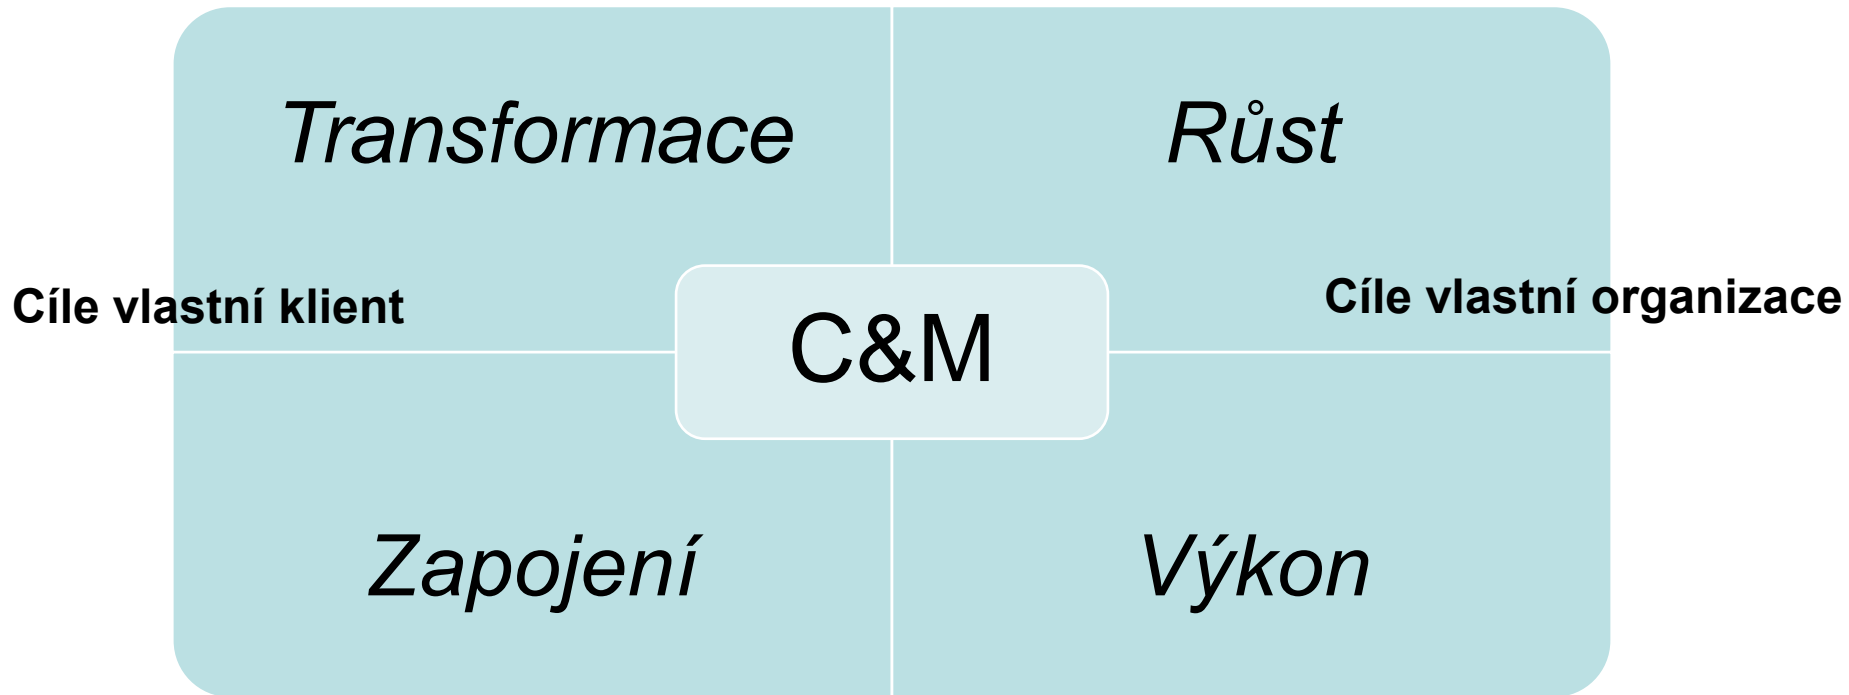 Transformace
Růst
Cíle vlastní klient
Cíle vlastní organizace
C&M
Zapojení
Výkon